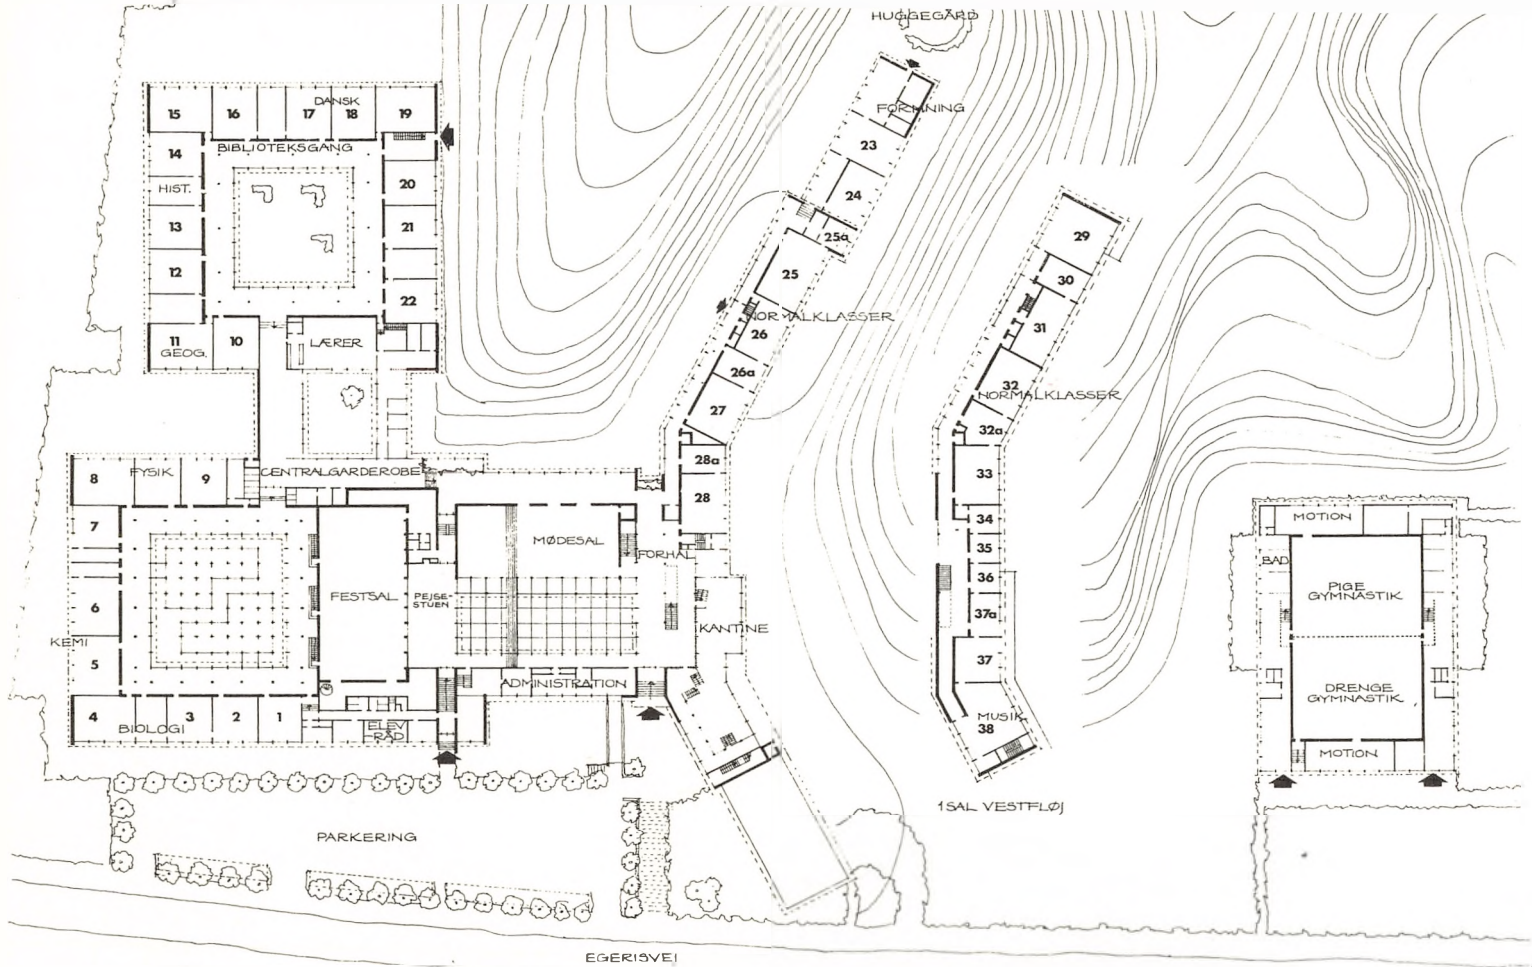 HUGGEGÅRD
FORMNING
23
24
25a
25
NORMALKLASSER
26
26a
27
28a
28
15
16
DANSK
17
18
19
BIBLIOTEKSGANG
14
HIST.
13
12
11
GEOG.
10
LÆRER
20
21
22
29
30
31
32
NORMALKLASSER
32a
33
34
35
36
37a
37
MUSIK
38
1 SAL VESTFLØJ
8
FYSIK
9
CENTRALGARDEROBE
7
6
KEMI
5
4
BIOLOGI
3
2
1
FESTSAL
PEJSE-
STUEN
MØDESAL
FORHAL
KANTINE
ADMINISTRATION
ELEV
RÅD
MOTION
BAD
PIGE
GYMNASTIK
DRENGE
GYMNASTIK
MOTION
PARKERING
EGERISVEJ